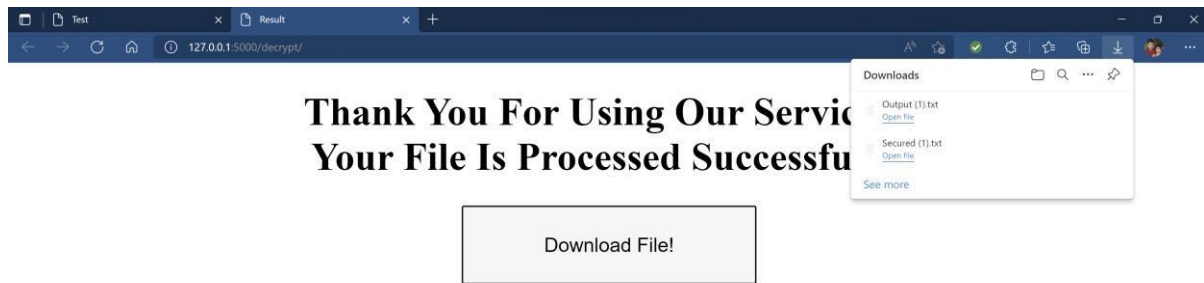 Test
Result
127.0.0.1:5000/decrypt/
Downloads
Output (1).txt
Open file
Secured (1).txt
Open file
See more
Thank You For Using Our Servic
Your File Is Processed Successfu
Download File!